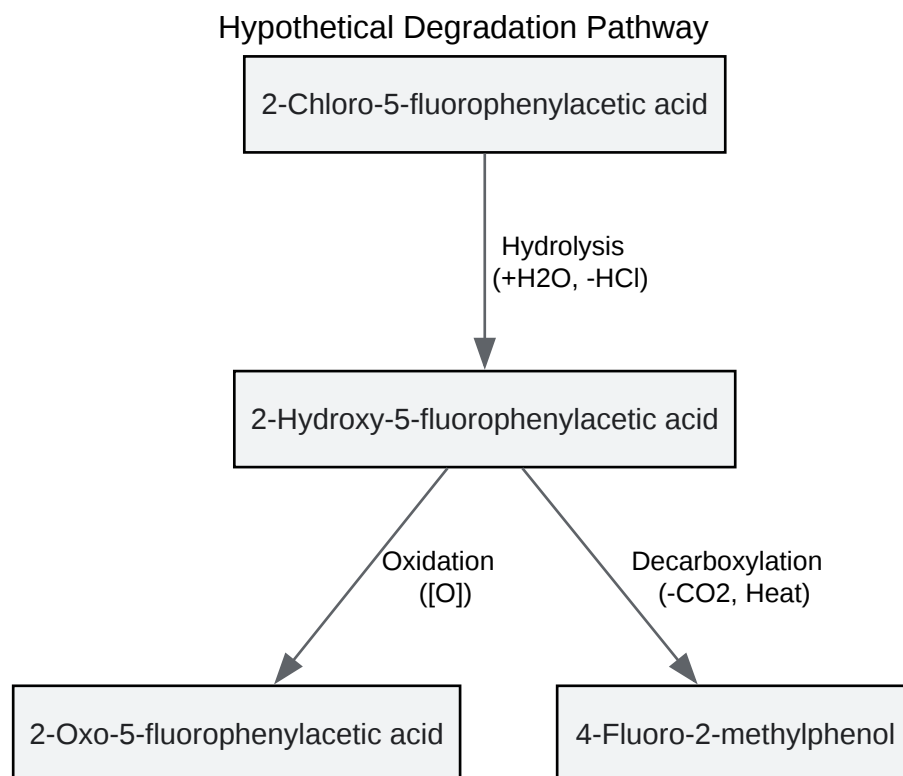 Hypothetical Degradation Pathway
2-Chloro-5-fluorophenylacetic acid
Hydrolysis
(+H2O, -HCl)
2-Hydroxy-5-fluorophenylacetic acid
Oxidation
([O])
Decarboxylation
(-CO2, Heat)
2-Oxo-5-fluorophenylacetic acid
4-Fluoro-2-methylphenol